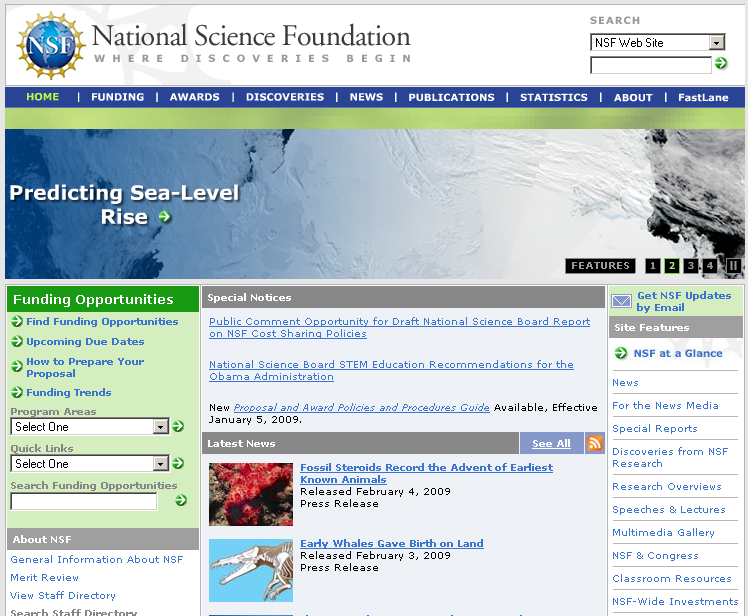 NSF
National Science Foundation
WHERE DISCOVERIES BEGIN
SEARCH
NSF Web Site
HOME | FUNDING | AWARDS | DISCOVERIES | NEWS | PUBLICATIONS | STATISTICS | ABOUT | FastLane
Predicting Sea-Level
Rise
FEATURES 1 2 3 4
Funding Opportunities
Find Funding Opportunities
Upcoming Due Dates
How to Prepare Your
Proposal
Funding Trends
Program Areas
Select One
Quick Links
Select One
Search Funding Opportunities
About NSF
General Information About NSF
Merit Review
View Staff Directory
Search Staff Directory
Special Notices
Public Comment Opportunity for Draft National Science Board Report
on NSF Cost Sharing Policies
National Science Board STEM Education Recommendations for the
Obama Administration
New Proposal and Award Policies and Procedures Guide Available, Effective
January 5, 2009.
Latest News
See All
Fossil Steroids Record the Advent of Earliest
Known Animals
Released February 4, 2009
Press Release
Early Whales Gave Birth on Land
Released February 3, 2009
Press Release
Get NSF Updates
by Email
Site Features
NSF at a Glance
News
For the News Media
Special Reports
Discoveries from NSF
Research
Research Overviews
Speeches & Lectures
Multimedia Gallery
NSF & Congress
Classroom Resources
NSF-Wide Investments